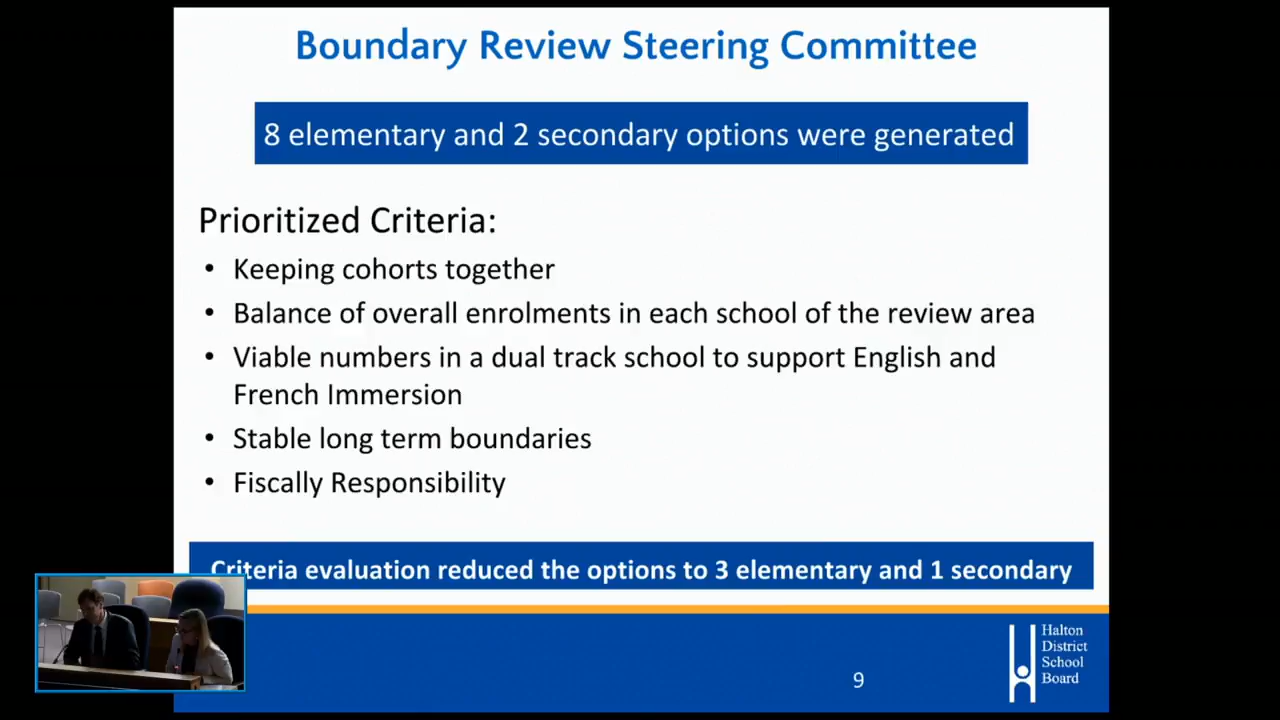 Boundary Review Steering Committee
8 elementary and 2 secondary options were generated
Prioritized Criteria:
• Keeping cohorts together
• Balance of overall enrolments in each school of the review area
• Viable numbers in a dual track school to support English and
French Immersion
• Stable long term boundaries
• Fiscally Responsibility
Criteria evaluation reduced the options to 3 elementary and 1 secondary
Halton
District
School
Board
9